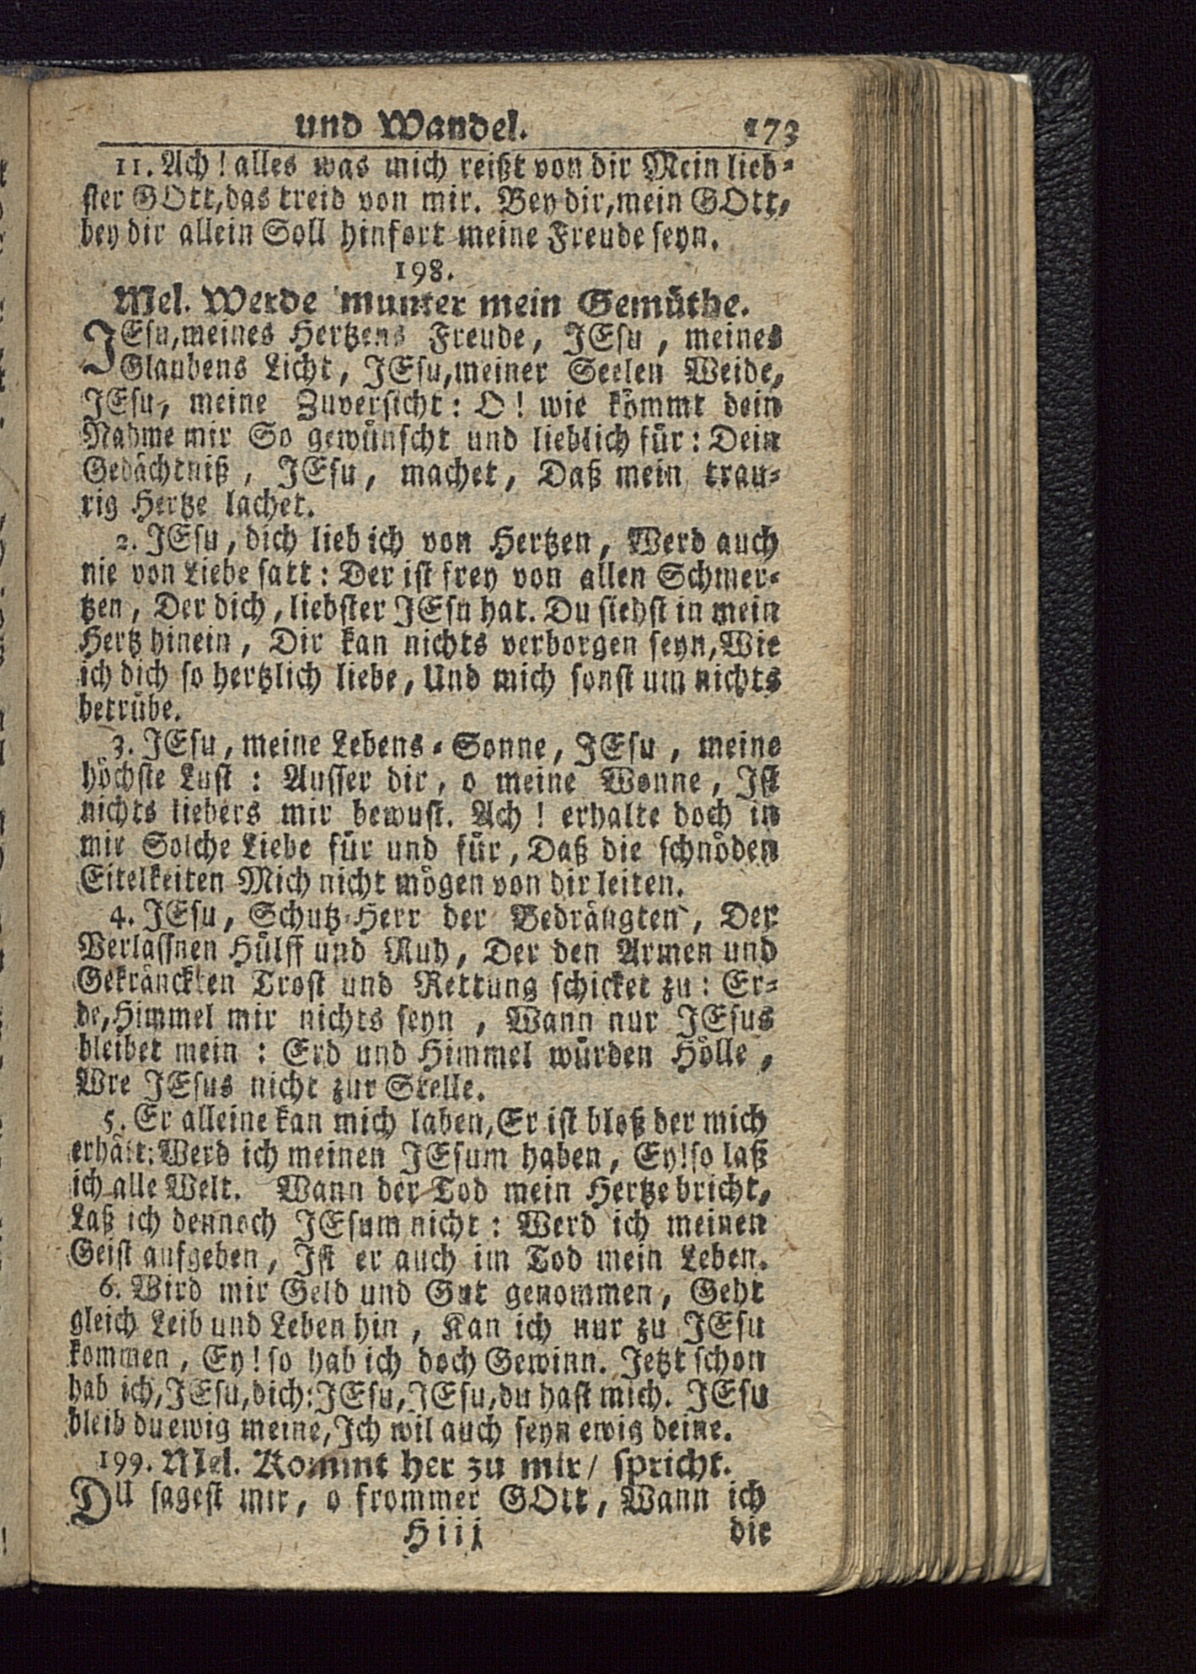 und Wandel. 173
11. Ach! alles was mich reißt von dir Mein lieb-
ster GOtt, das treib von mir. Bey dir, mein GOtt,
bey dir allein Soll hinfort meine Freude seyn.
198.
Mel. Werde munter mein Gemüthe.
JEsu, meines Hertzens Freude, JEsu, meines
Glaubens Licht, JEsu, meiner Seelen Weide,
JEsu, meine Zuversicht: O! wie kömmt dein
Nahme mir So gewünscht und lieblich für: Dein
Gedächtniß, JEsu, machet, Daß mein trau-
rig Hertze lachet.
2. JEsu, dich lieb ich von Hertzen, Werd auch
nie von Liebe satt: Der ist frey von allen Schmer-
tzen, Der dich, liebster JEsu hat. Du siehst in mein
Hertz hinein, Dir kan nichts verborgen seyn, Wie
ich dich so hertzlich liebe, Und mich sonst um nichts
betrübe.
3. JEsu, meine Lebens-Sonne, JEsu, meine
höchste Lust: Ausser dir, o meine Wonne, Ist
nichts liebers mir bewust. Ach! erhalte doch in
mir Solche Liebe für und für, Daß die schnöden
Eitelkeiten Mich nicht mögen von dir leiten.
4. JEsu, Schutz-Herr der Bedrängten, Der
Verlassnen Hülff und Ruh, Der den Armen und
Gekränckten Trost und Rettung schicket zu: Er-
de, Himmel mir nichts seyn, Wann nur JEsus
bleibet mein: Erd und Himmel würden Hölle,
Wre JEsus nicht zur Stelle.
5. Er alleine kan mich laben, Er ist bloß der mich
erhält: Werd ich meinen JEsum haben, Ey! so laß
ich alle Welt. Wann der Tod mein Hertze bricht,
Laß ich dennoch JEsum nicht: Werd ich meinen
Geist aufgeben, Ist er auch im Tod mein Leben.
6. Wird mir Geld und Gut genommen, Geht
gleich Leib und Leben hin, Kan ich nur zu JEsu
kommen, Ey! so hab ich doch Gewinn. Jetzt schon
hab ich, JEsu, dich: JEsu, JEsu, du hast mich. JEsu
bleib du ewig meine, Ich wil auch seyn ewig deine.
199. Mel. Kommt her zu mir/ spricht.
DU sagest mir, o frommer GOtt, Wann ich
H iij die